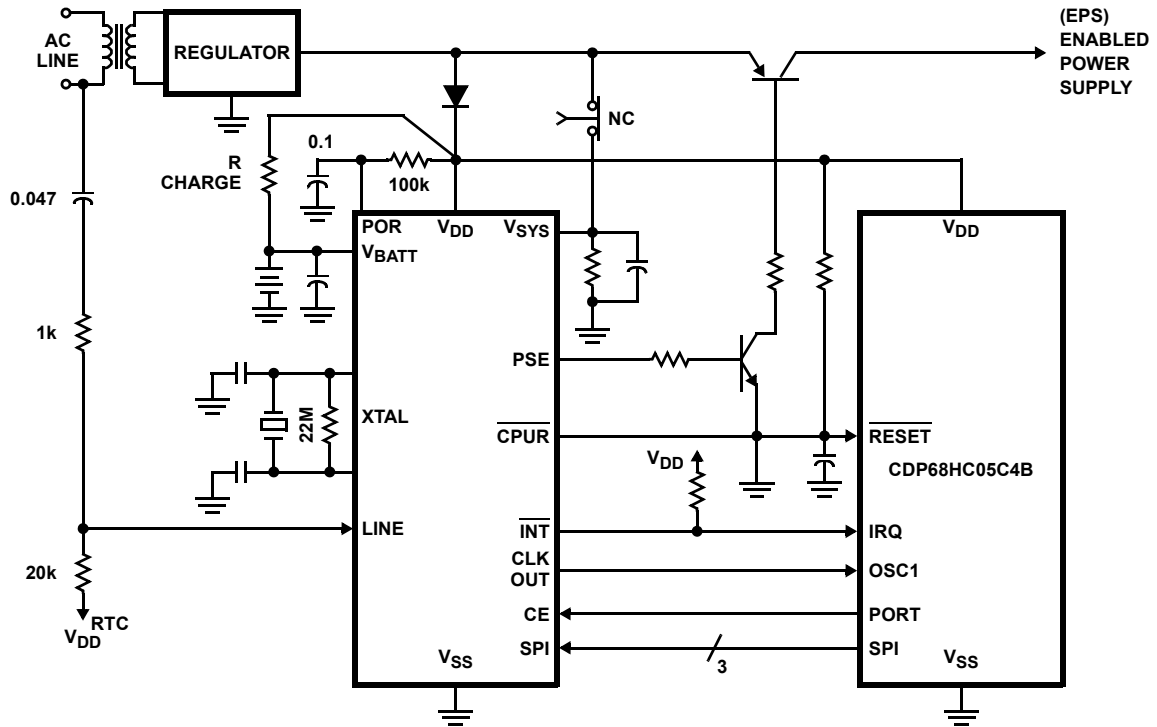 AC
LINE
REGULATOR
(EPS)
ENABLED
POWER
SUPPLY
NC
0.1
R
CHARGE
100k
0.047
POR
VDD
VSYS
VDD
VBATT
1k
PSE
XTAL
22M
CPUR
RESET
VDD
CDP68HC05C4B
LINE
INT
IRQ
CLK
OUT
OSC1
20k
CE
PORT
VDD RTC
SPI
3
SPI
VSS
VSS